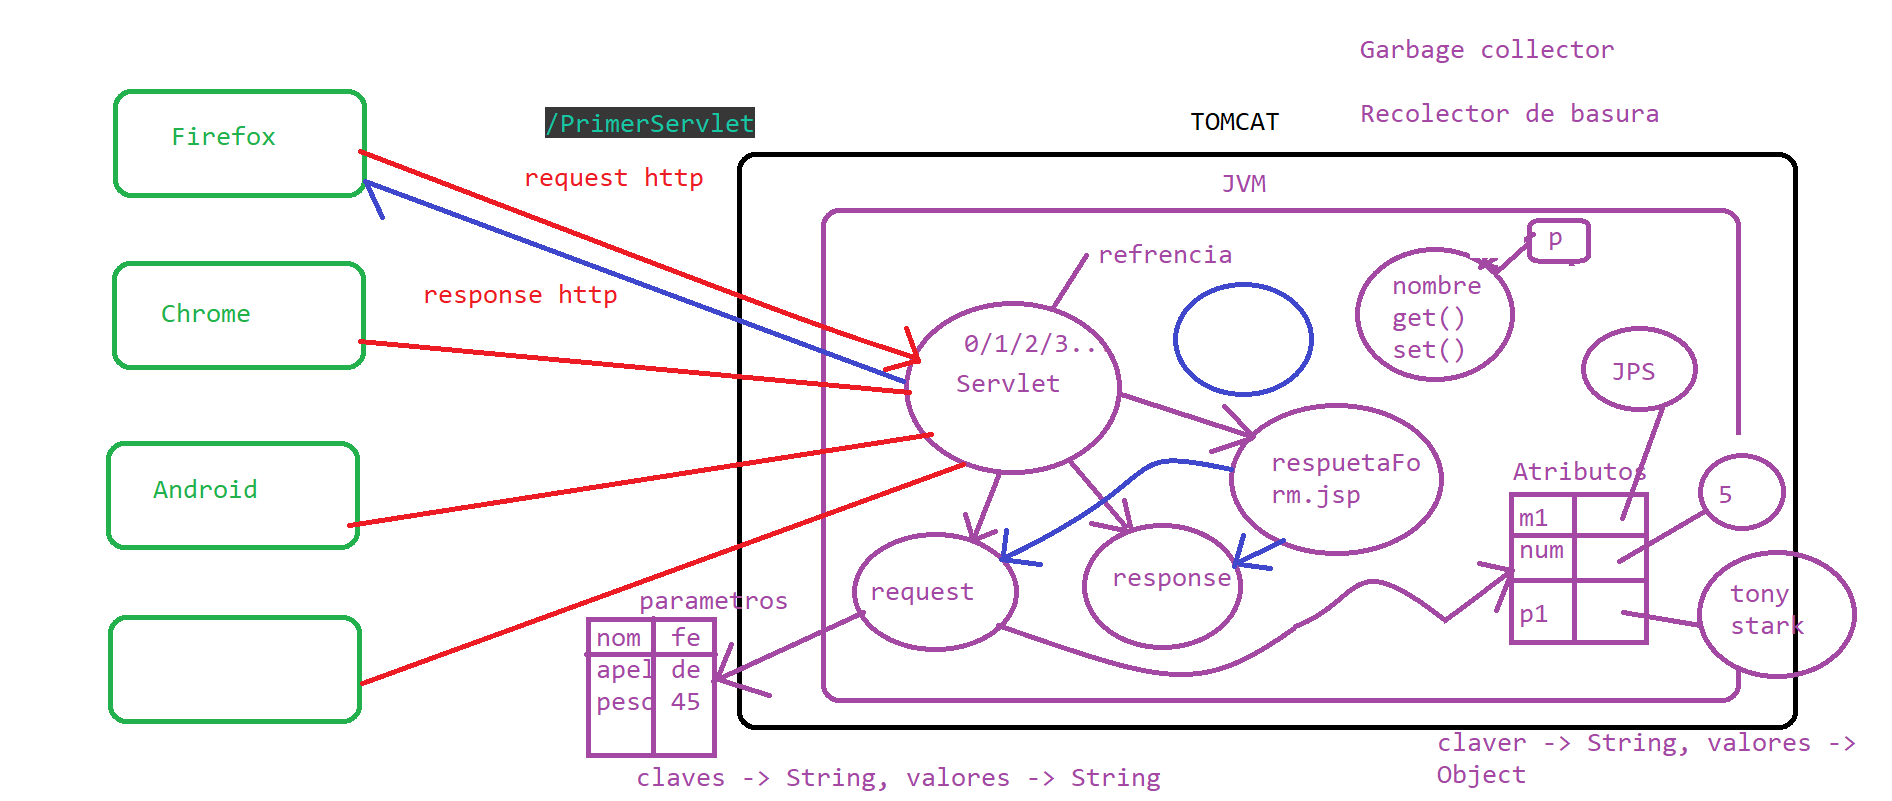 Garbage collector
Recolector de basura
/PrimerServlet
TOMCAT
Firefox
request http
JVM
refrencia
p
nombre
get()
set()
Chrome
response http
0/1/2/3...
Servlet
JPS
respuetaFo
rm.jsp
Atributos
m1
num
p1
5
tony
stark
Android
request
response
parametros
nom fe
apel de
peso 45
claves -> String, valores -> String
claver -> String, valores ->
Object